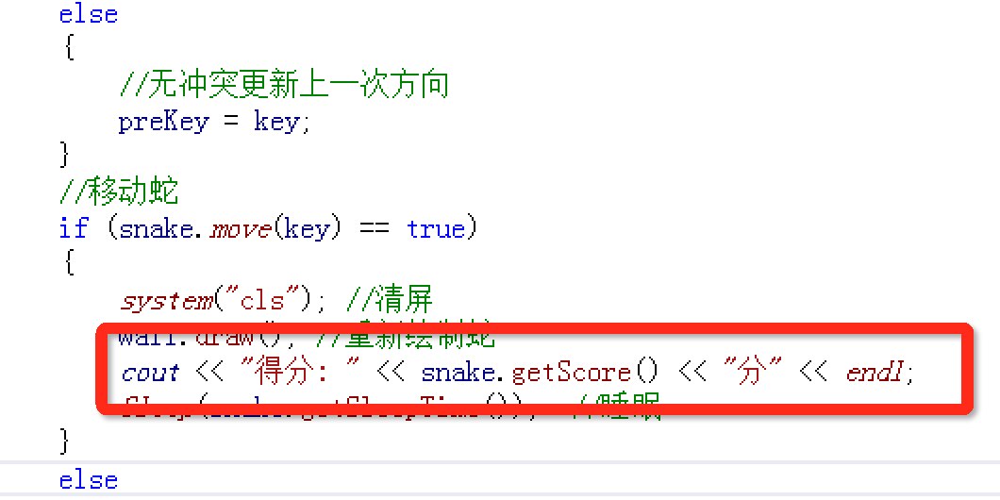 else
{
//无冲突更新上一次方向
preKey = key;
}
//移动蛇
if (snake.move(key) == true)
{
system("cls"); //清屏
wall.draw(); //重新绘制蛇
cout << "得分: " << snake.getScore() << "分" << endl;
Sleep(snake.getSleepTime()); //睡眠
}
else